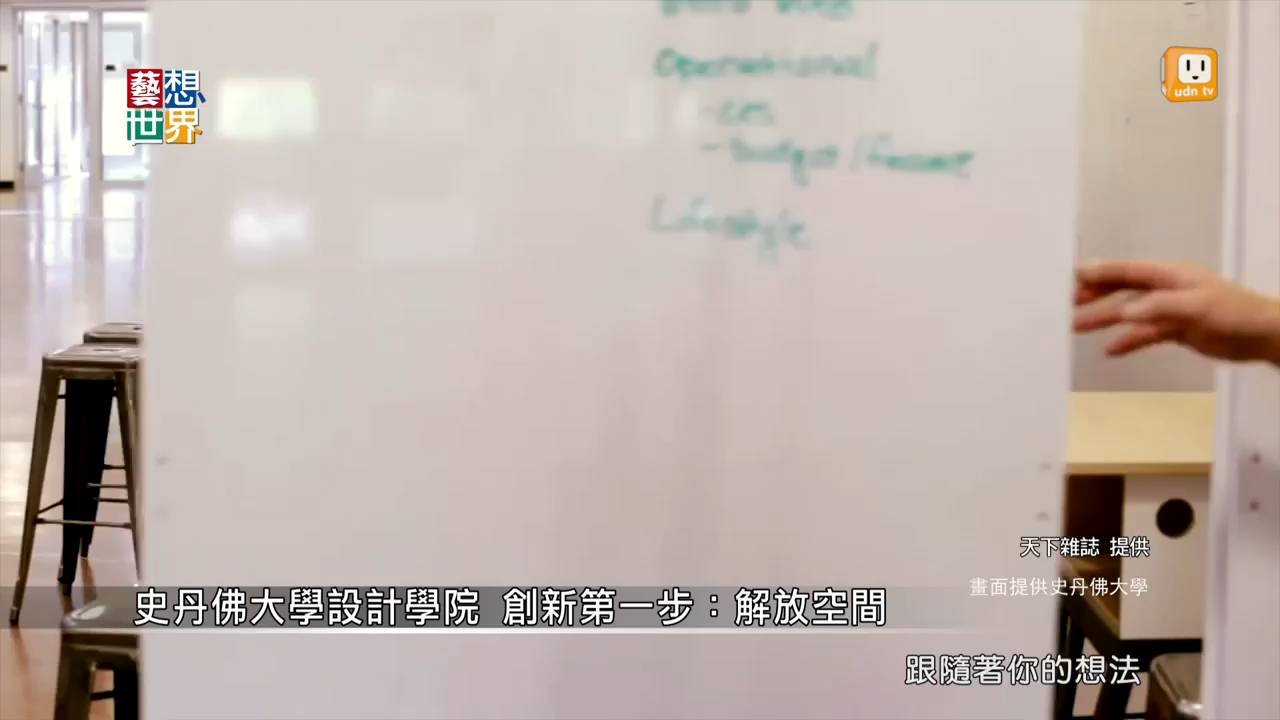 藝想
世界
udn tv
Operational
Lifestyle
天下雜誌 提供
畫面提供史丹佛大學
史丹佛大學設計學院 創新第一步：解放空間
跟隨著你的想法